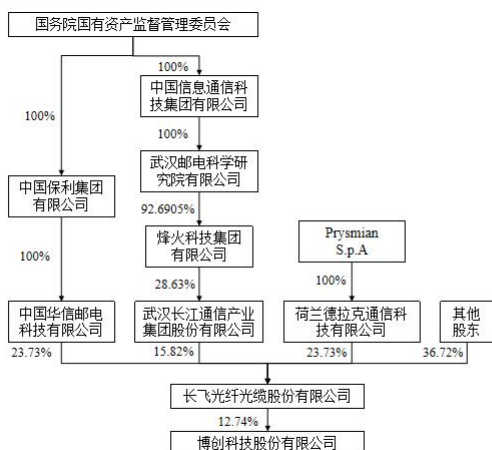 国务院国有资产监督管理委员会
100%
中国信息通信科
技集团有限公司
100%
100%
武汉邮电科学研
究院有限公司
中国保利集团
有限公司
92.6905%
烽火科技集团
有限公司
Prysmian
S.p.A
100%
28.63%
100%
中国华信邮电
科技有限公司
武汉长江通信产业
集团股份有限公司
荷兰德拉克通信科
技有限公司
其他
股东
23.73%
15.82%
23.73%
36.72%
长飞光纤光缆股份有限公司
12.74%
博创科技股份有限公司